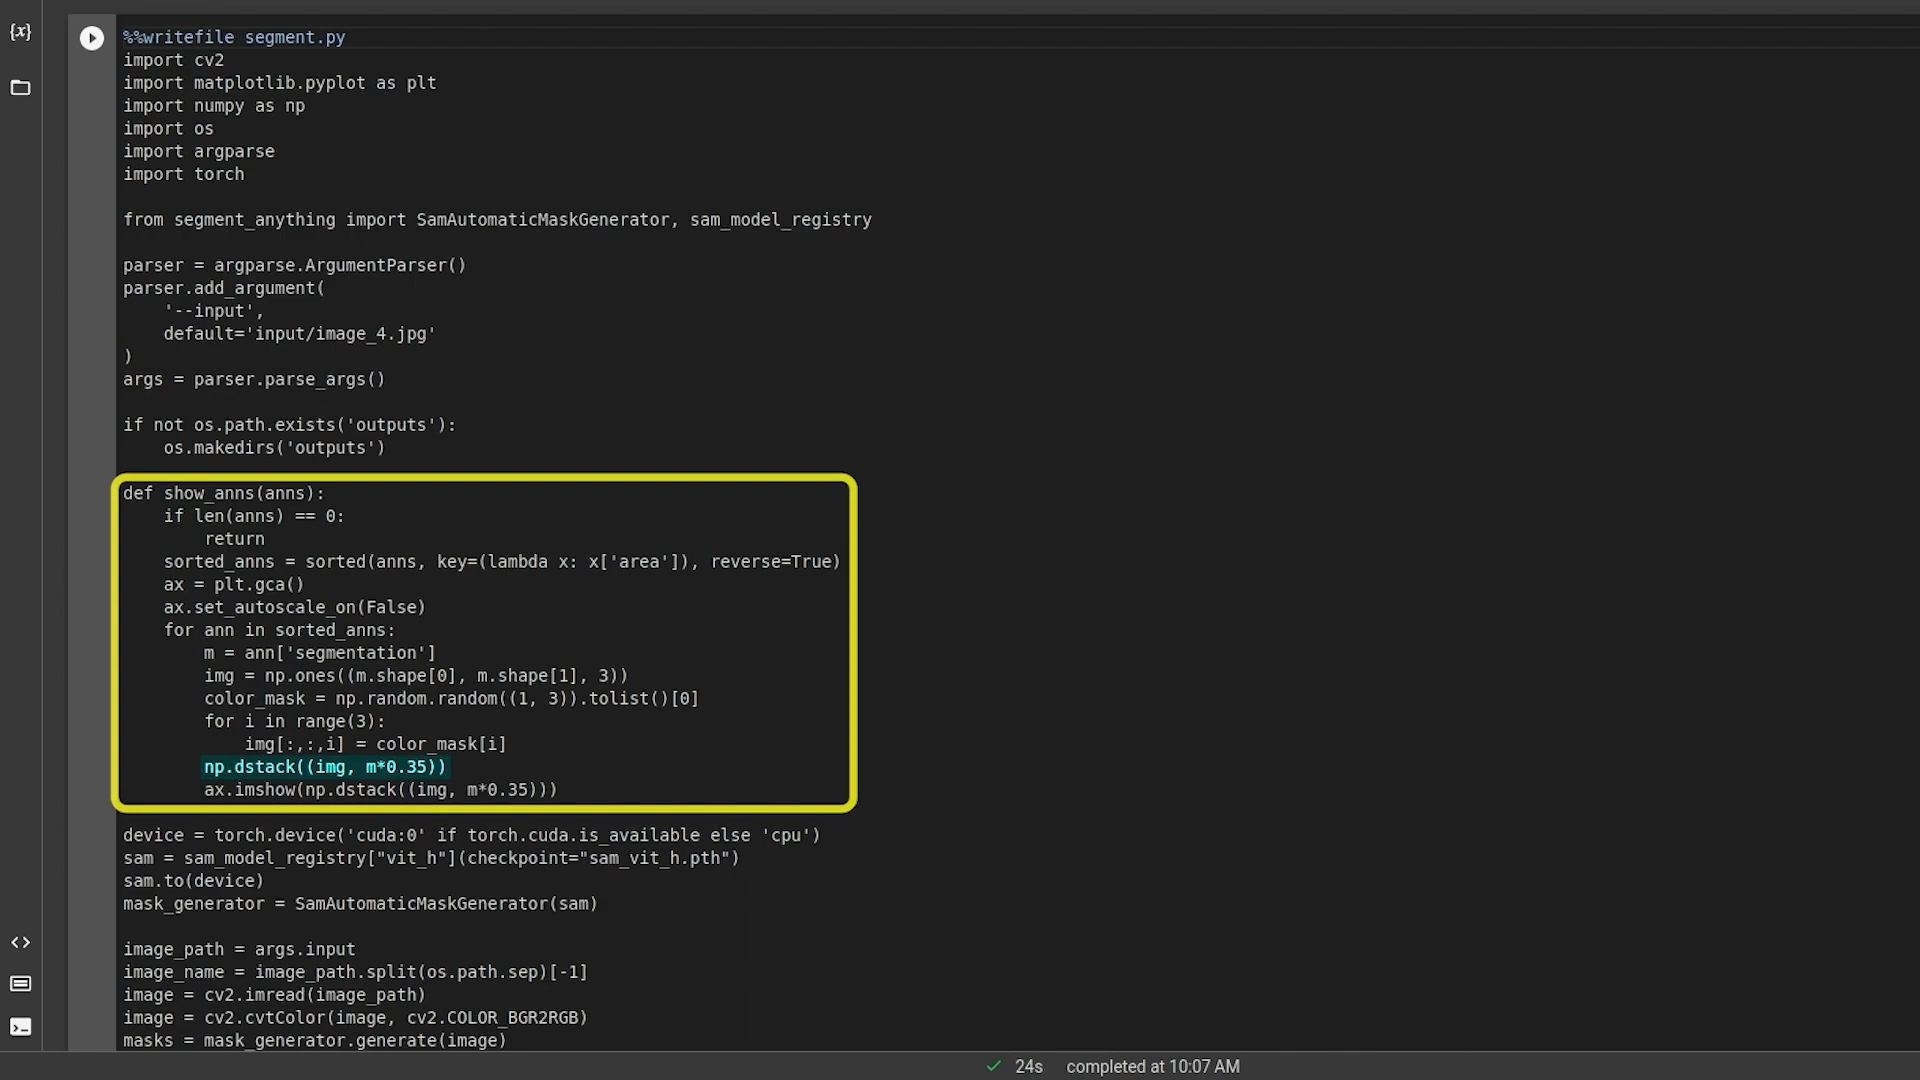 {x}
%%writefile segment.py
import cv2
import matplotlib.pyplot as plt
import numpy as np
import os
import argparse
import torch
from segment_anything import SamAutomaticMaskGenerator, sam_model_registry
parser = argparse.ArgumentParser()
parser.add_argument(
    '--input',
    default='input/image_4.jpg'
)
args = parser.parse_args()
if not os.path.exists('outputs'):
    os.makedirs('outputs')
def show_anns(anns):
    if len(anns) == 0:
        return
    sorted_anns = sorted(anns, key=(lambda x: x['area']), reverse=True)
    ax = plt.gca()
    ax.set_autoscale_on(False)
    for ann in sorted_anns:
        m = ann['segmentation']
        img = np.ones((m.shape[0], m.shape[1], 3))
        color_mask = np.random.random((1, 3)).tolist()[0]
        for i in range(3):
            img[:,:,i] = color_mask[i]
        np.dstack((img, m*0.35))
        ax.imshow(np.dstack((img, m*0.35)))
device = torch.device('cuda:0' if torch.cuda.is_available else 'cpu')
sam = sam_model_registry["vit_h"](checkpoint="sam_vit_h.pth")
sam.to(device)
mask_generator = SamAutomaticMaskGenerator(sam)
image_path = args.input
image_name = image_path.split(os.path.sep)[-1]
image = cv2.imread(image_path)
image = cv2.cvtColor(image, cv2.COLOR_BGR2RGB)
masks = mask_generator.generate(image)
24s completed at 10:07 AM